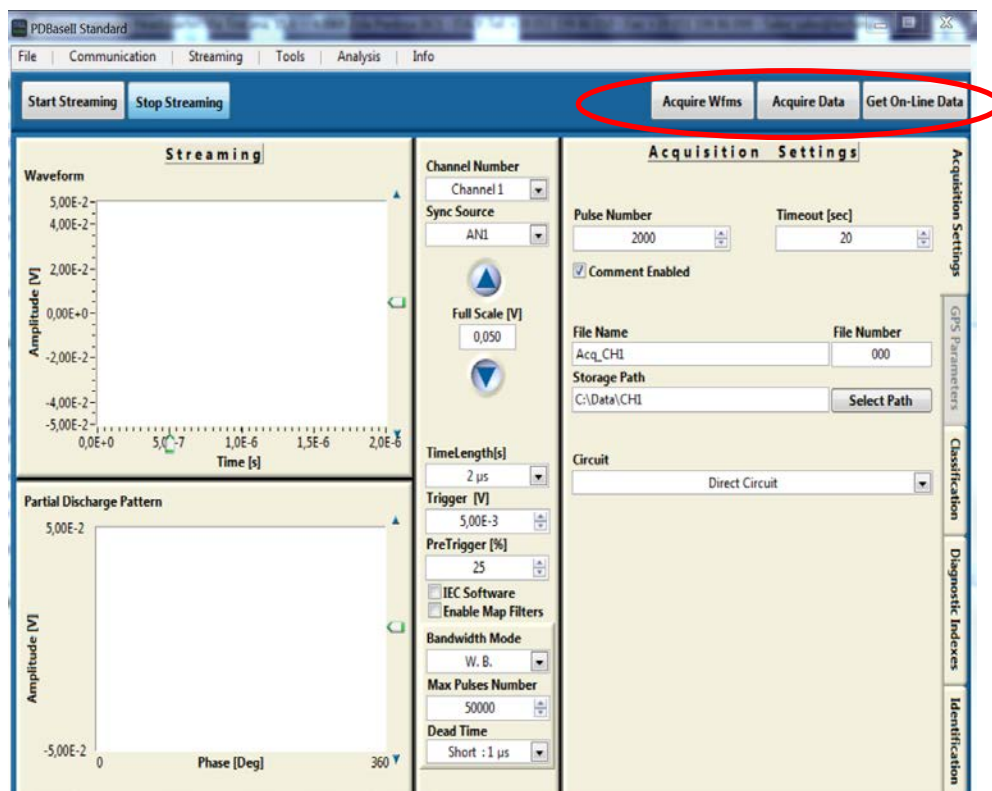 PDBaseII Standard
File | Communication | Streaming | Tools | Analysis | Info
Start Streaming
Stop Streaming
Acquire Wfms
Acquire Data
Get On-Line Data
Streaming
Waveform
5,00E-2
4,00E-2
2,00E-2
0,00E+0
-2,00E-2
-4,00E-2
-5,00E-2
Amplitude [V]
0,0E+0
5,0 -7
1,0E-6
1,5E-6
2,0E-6
Time [s]
Partial Discharge Pattern
5,00E-2
Amplitude [V]
-5,00E-2
0
Phase [Deg]
360
Channel Number
Channel 1
Sync Source
AN1
Full Scale [V]
0,050
TimeLength[s]
2 µs
Trigger [V]
5,00E-3
PreTrigger [%]
25
IEC Software
Enable Map Filters
Bandwidth Mode
W. B.
Max Pulses Number
50000
Dead Time
Short : 1 µs
Acquisition Settings
Pulse Number
2000
Timeout [sec]
20
Comment Enabled
File Name
Acq_CH1
File Number
000
Storage Path
C:\Data\CH1
Select Path
Circuit
Direct Circuit
Acquisition Settings
GPS Parameters
Classification
Diagnostic Indexes
Identification